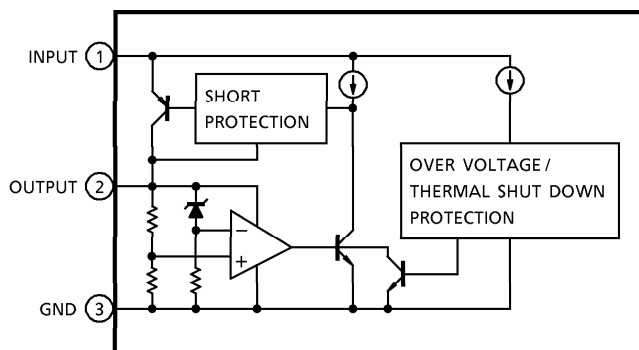 INPUT 1
SHORT
PROTECTION
OVER VOLTAGE /
THERMAL SHUT DOWN
PROTECTION
OUTPUT 2
− 
+
GND 3